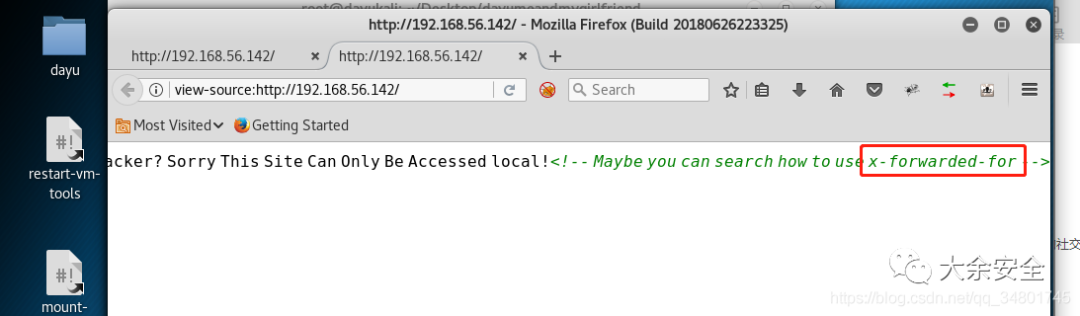 root@dayukali: ~/Desktop/dayumeandmygirlfriend
http://192.168.56.142/ - Mozilla Firefox (Build 20180626223325)
http://192.168.56.142/ × http://192.168.56.142/ × +
view-source:http://192.168.56.142/ Search
Most Visited Getting Started
acker? Sorry This Site Can Only Be Accessed local!<!-- Maybe you can search how to use x-forwarded-for -->
dayu
#!
restart-vm-
tools
#!
mount-
录
社交
大余安全
https://blog.csdn.net/qq_34801745